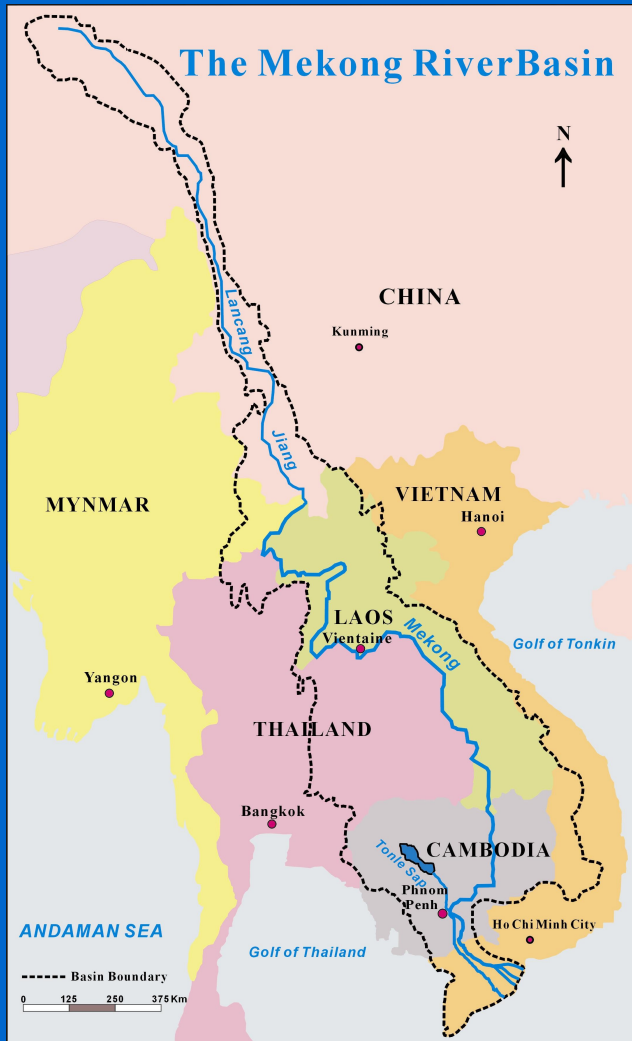 The Mekong RiverBasin
N
CHINA
Kunming
Lancang
Jiang
MYNMAR
VIETNAM
Hanoi
LAOS
Vientaine
Mekong
Golf of Tonkin
Yangon
THAILAND
Bangkok
CAMBODIA
Tonle Sap
Phnom
Penh
Ho Chi Minh City
ANDAMAN SEA
Golf of Thailand
Basin Boundary
0 125 250 375 Km